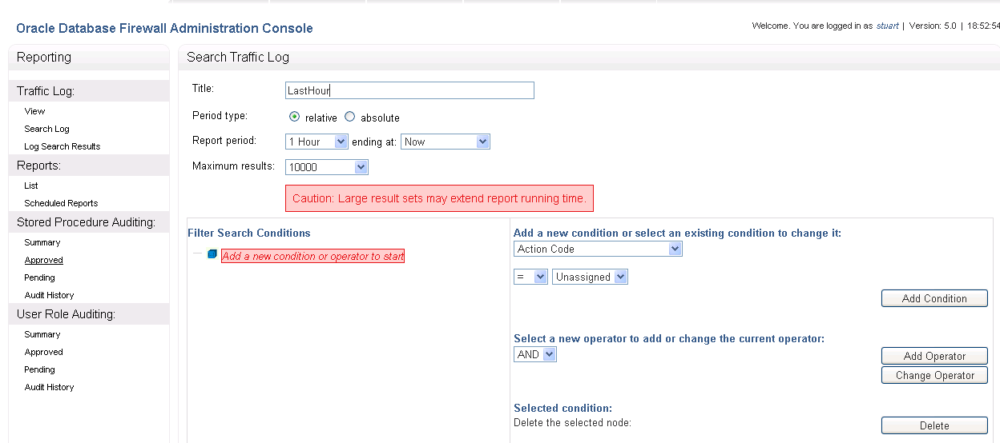 Oracle Database Firewall Administration Console
Welcome. You are logged in as stuart | Version: 5.0 | 18:52:54
Reporting
Traffic Log:
View
Search Log
Log Search Results
Reports:
List
Scheduled Reports
Stored Procedure Auditing:
Summary
Approved
Pending
Audit History
User Role Auditing:
Summary
Approved
Pending
Audit History
Search Traffic Log
Title: LastHour
Period type: relative absolute
Report period: 1 Hour ending at: Now
Maximum results: 10000
Caution: Large result sets may extend report running time.
Filter Search Conditions
Add a new condition or operator to start
Add a new condition or select an existing condition to change it:
Action Code
= Unassigned
Add Condition
Select a new operator to add or change the current operator:
AND Add Operator
Change Operator
Selected condition:
Delete the selected node: Delete